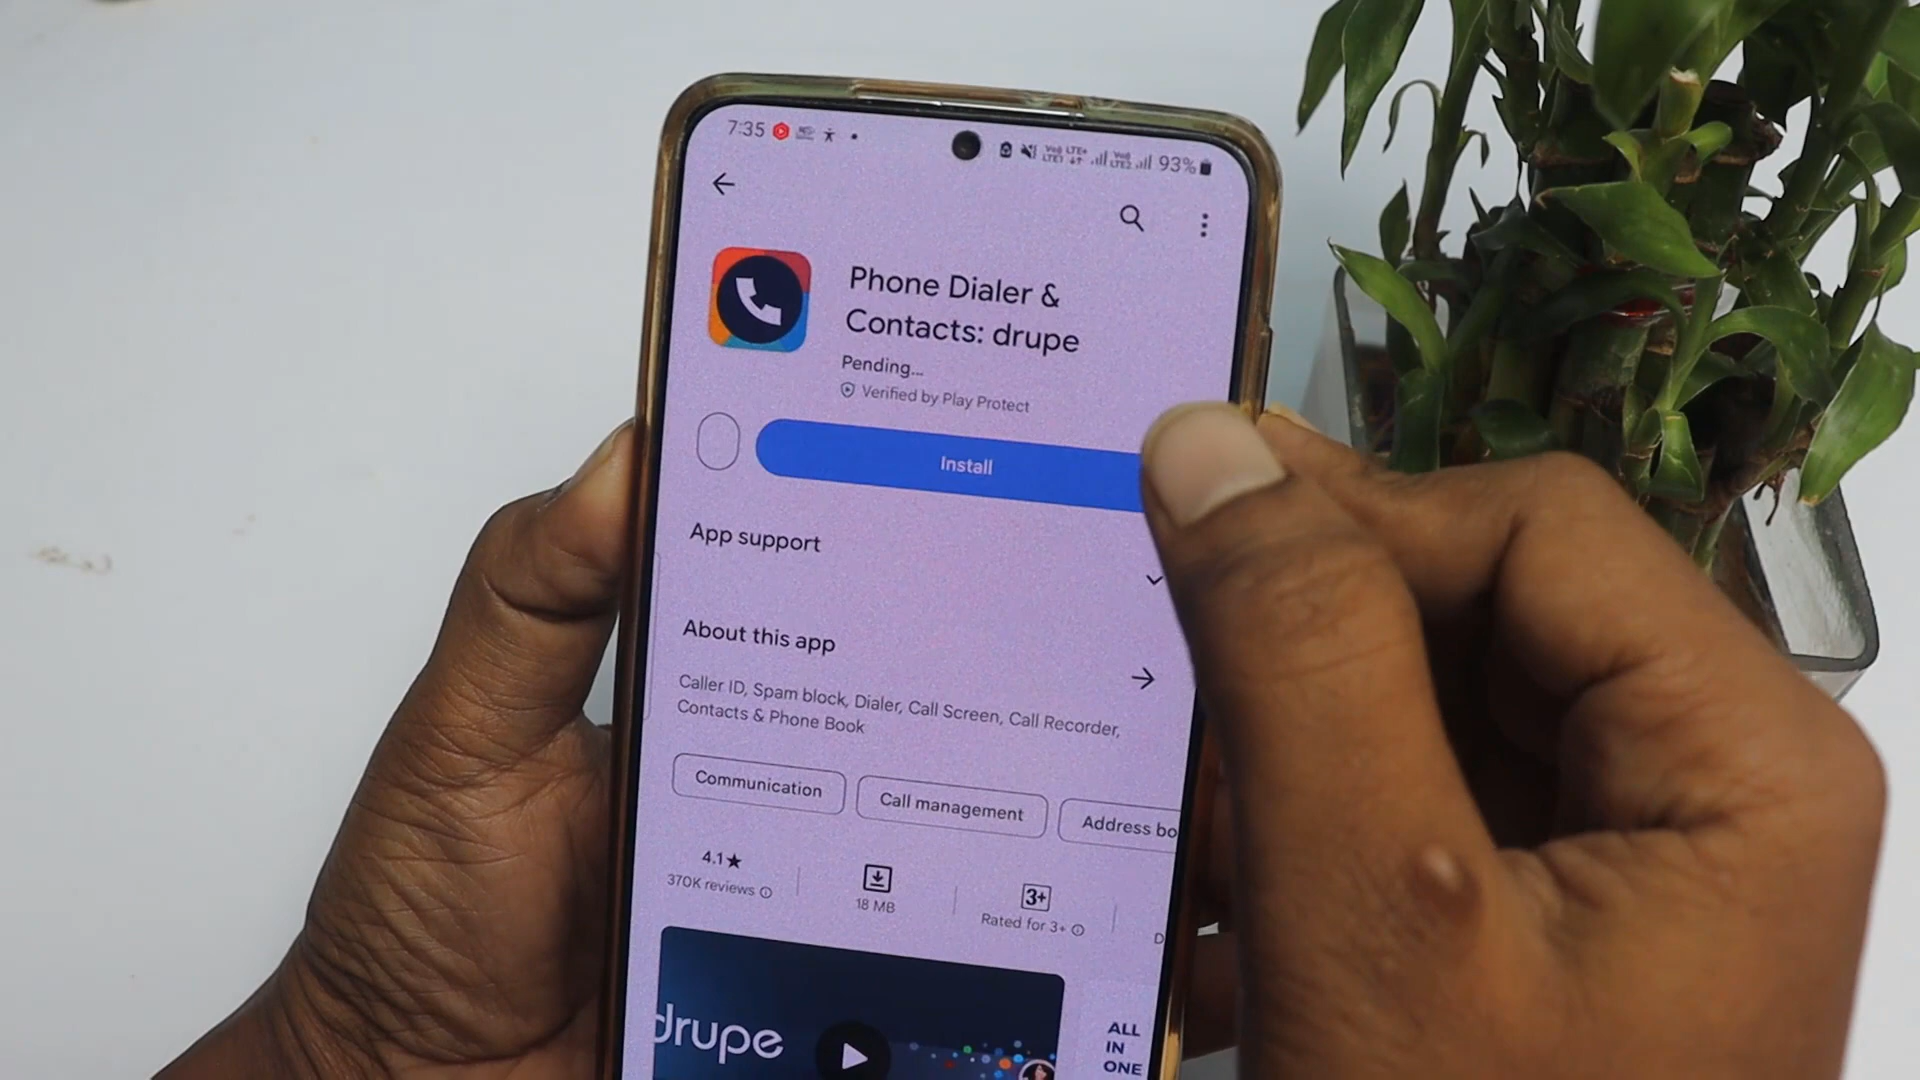 7:35
93%
Phone Dialer &
Contacts: drupe
Pending...
Verified by Play Protect
Install
App support
About this app
Caller ID, Spam block, Dialer, Call Screen, Call Recorder,
Contacts & Phone Book
Communication
Call management
Address bo
4.1★
370K reviews
18 MB
3+
Rated for 3+
D
drupe
ALL
IN
ONE